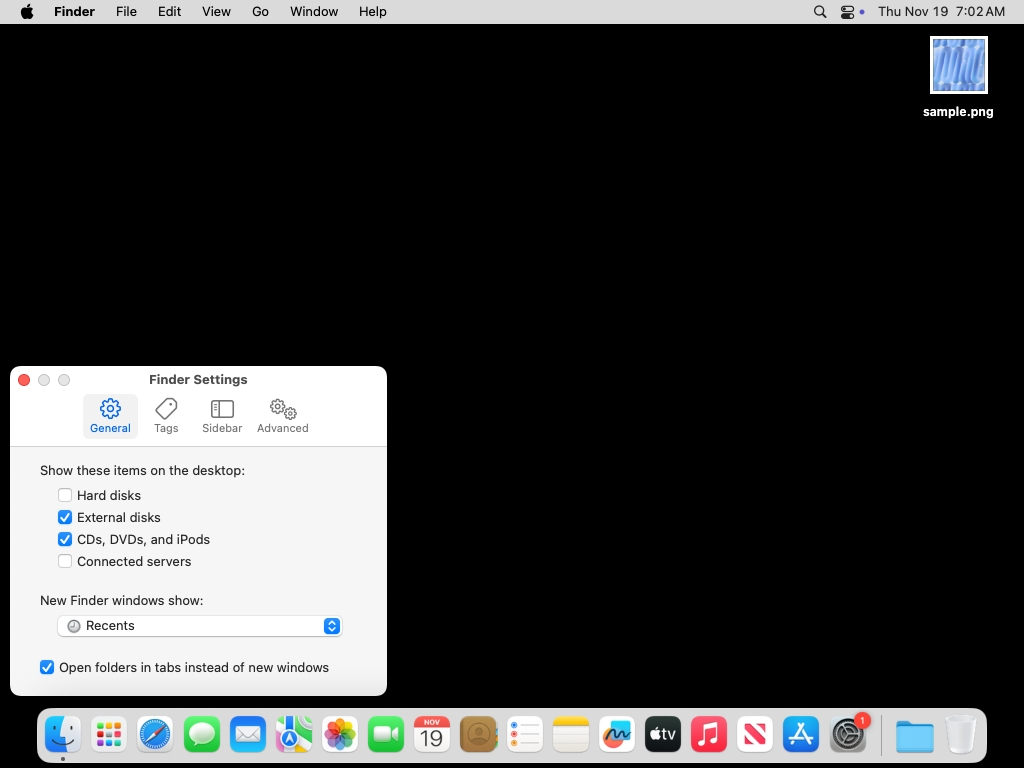 Finder File Edit View Go Window Help Thu Nov 19 7:02 AM
sample.png
Finder Settings
General Tags Sidebar Advanced
Show these items on the desktop:
Hard disks
External disks
CDs, DVDs, and iPods
Connected servers
New Finder windows show:
Recents
Open folders in tabs instead of new windows
NOV
19
tv
1